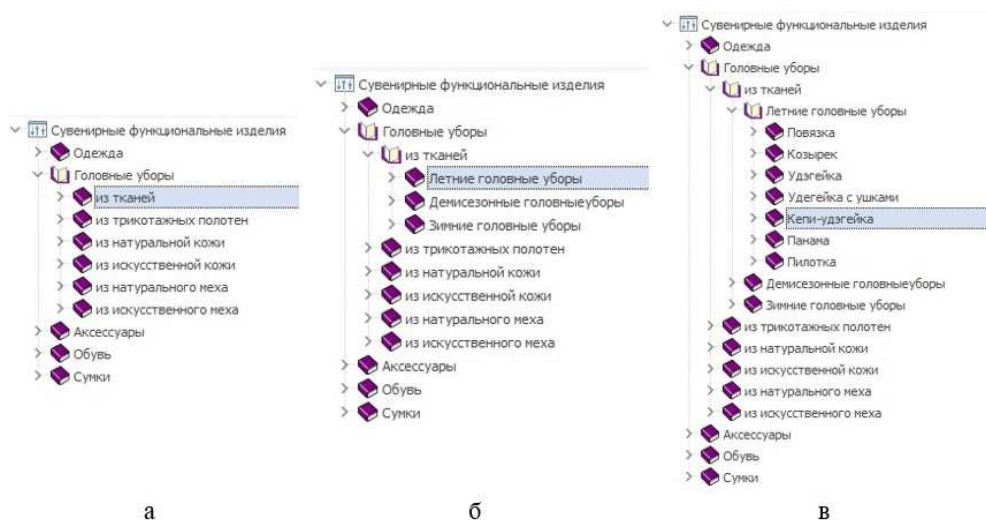 Сувенирные функциональные изделия
Одежда
Головные уборы
из тканей
из трикотажных полотен
из натуральной кожи
из искусственной кожи
из натурального меха
из искусственного меха
Аксессуары
Обувь
Сумки
а
Сувенирные функциональные изделия
Одежда
Головные уборы
из тканей
Летние головные уборы
Демисезонные головныеуборы
Зимние головные уборы
из трикотажных полотен
из натуральной кожи
из искусственной кожи
из натурального меха
из искусственного меха
Аксессуары
Обувь
Сумки
б
Сувенирные функциональные изделия
Одежда
Головные уборы
из тканей
Летние головные уборы
Повязка
Козырек
Удэгейка
Удегейка с ушками
Кепи-удэгейка
Панама
Пилотка
Демисезонные головныеуборы
Зимние головные уборы
из трикотажных полотен
из натуральной кожи
из искусственной кожи
из натурального меха
из искусственного меха
Аксессуары
Обувь
Сумки
в